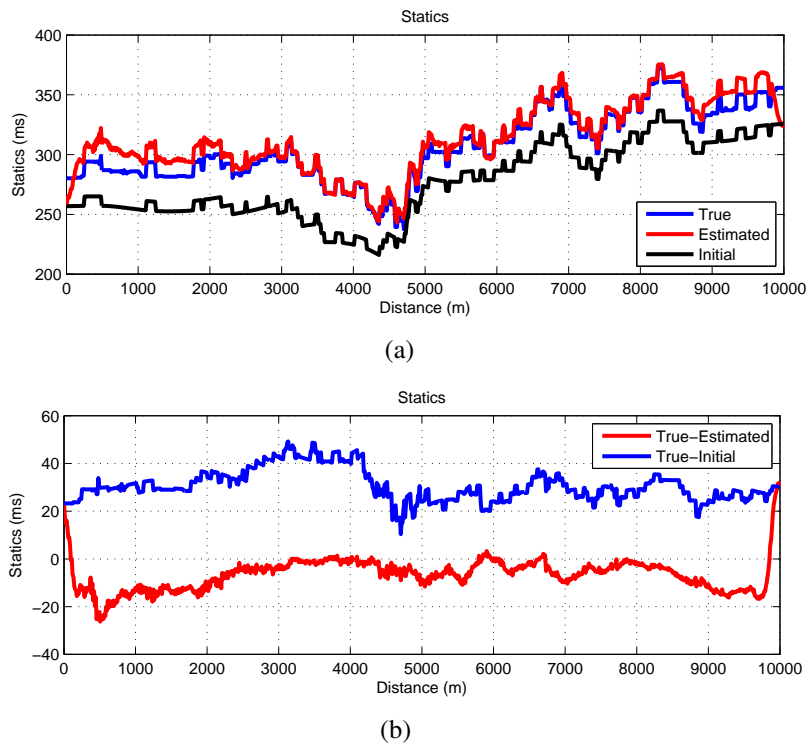 Statics
400
350
300
250
200
Statics (ms)
True
Estimated
Initial
0 1000 2000 3000 4000 5000 6000 7000 8000 9000 10000
Distance (m)
(a)
Statics
60
40
20
0
−20
−40
Statics (ms)
True−Estimated
True−Initial
0 1000 2000 3000 4000 5000 6000 7000 8000 9000 10000
Distance (m)
(b)